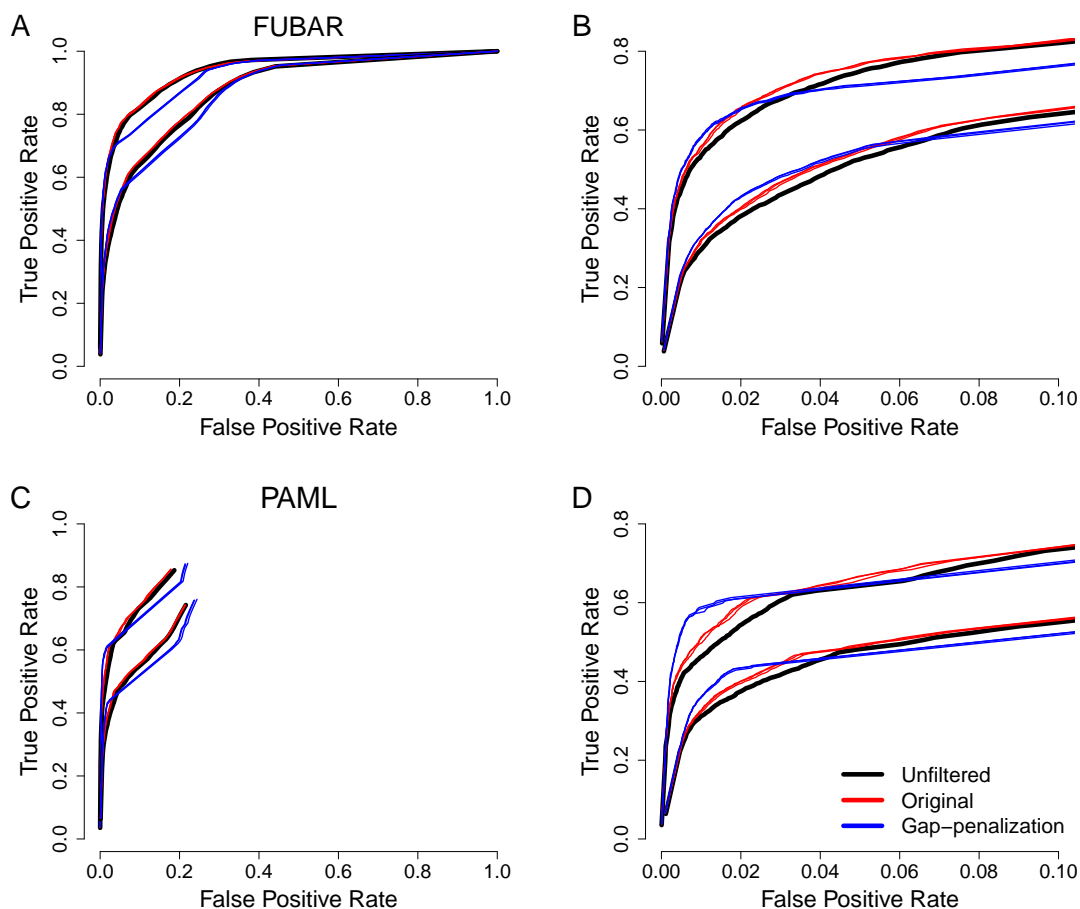 A
FUBAR
True Positive Rate
0.0 0.2 0.4 0.6 0.8 1.0
0.0 0.2 0.4 0.6 0.8 1.0
False Positive Rate
B
True Positive Rate
0.0 0.2 0.4 0.6 0.8
0.00 0.02 0.04 0.06 0.08 0.10
False Positive Rate
C
PAML
True Positive Rate
0.0 0.2 0.4 0.6 0.8 1.0
0.0 0.2 0.4 0.6 0.8 1.0
False Positive Rate
D
True Positive Rate
0.0 0.2 0.4 0.6 0.8
Unfiltered
Original
Gap−penalization
0.00 0.02 0.04 0.06 0.08 0.10
False Positive Rate